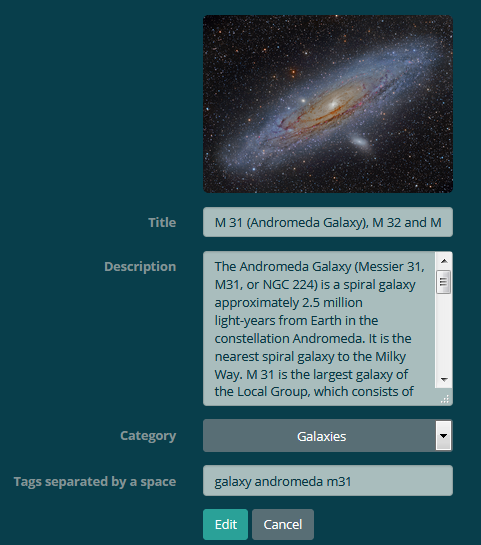 Title
M 31 (Andromeda Galaxy), M 32 and M
Description
The Andromeda Galaxy (Messier 31,
M31, or NGC 224) is a spiral galaxy
approximately 2.5 million
light-years from Earth in the
constellation Andromeda. It is the
nearest spiral galaxy to the Milky
Way. M 31 is the largest galaxy of
the Local Group, which consists of
Category
Galaxies
Tags separated by a space
galaxy andromeda m31
Edit
Cancel